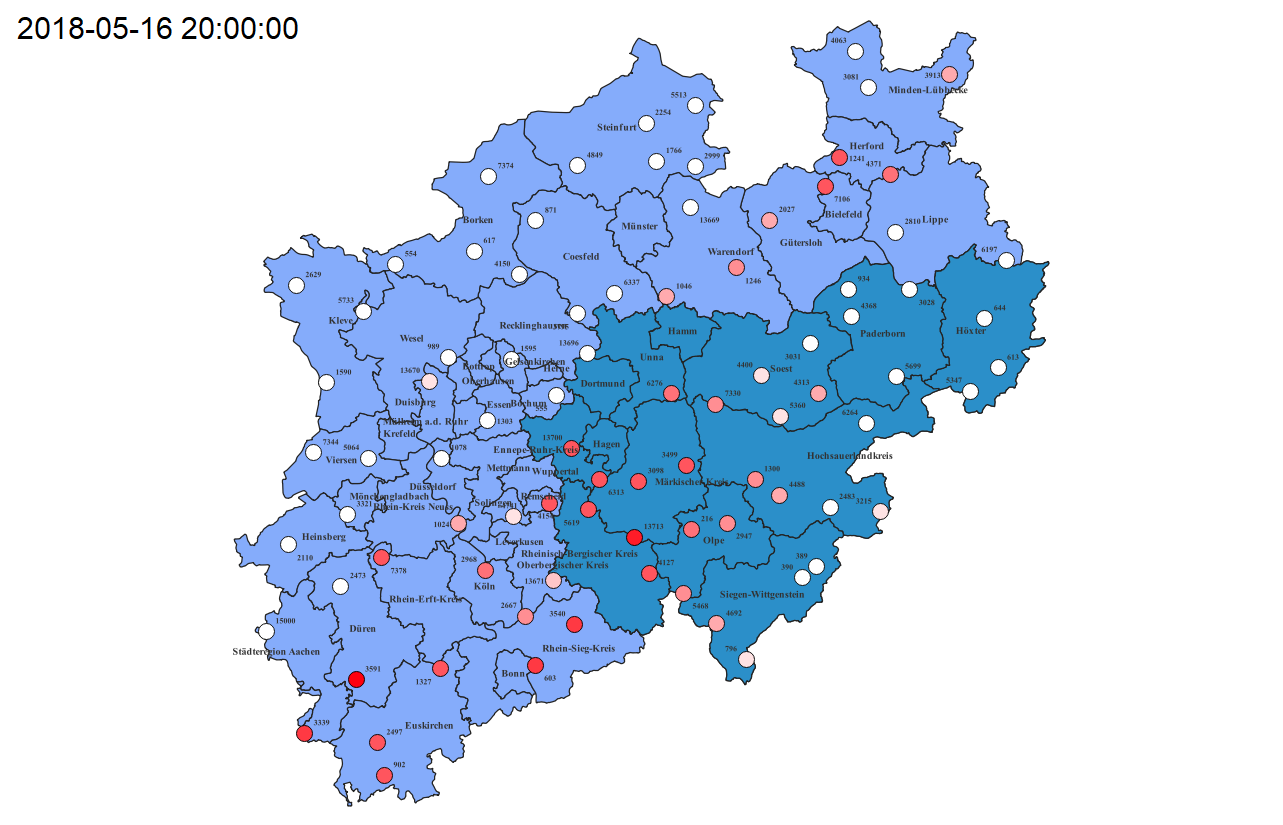 2018-05-16 20:00:00
4063
3081
3913
Minden-Lübbecke
5513
2254
Steinfurt
1766
2999
4849
7374
Herford
1241
4371
7106
Bielefeld
2810
Lippe
6197
871
Borken
617
4150
554
Münster
13669
Warendorf
1246
2027
Gütersloh
Coesfeld
6337
1046
2629
5733
Kleve
1590
Wesel
989
Recklinghausen
13696
1595
Gelsenkirchen
Herne
Bottrop
Oberhausen
13670
Duisburg
Essen
Bochum
555
1303
Mülheim a.d. Ruhr
Krefeld
934
4368
Paderborn
3028
644
Höxter
613
5347
5699
Hamm
Unna
Dortmund
6276
4400
3031
Soest
4313
7330
5360
6264
7344
5064
Viersen
1078
13700
Hagen
Ennepe-Ruhr-Kreis
Mettmann
Wuppertal
6313
3098
3499
Märkischer Kreis
1300
4488
Hochsauerlandkreis
2483
3215
Düsseldorf
Mönchengladbach
Rhein-Kreis Neuss
3321
Solingen
Remscheid
4154
5619
1024
Heinsberg
2110
Leverkusen
Rheinisch-Bergischer Kreis
Oberbergischer Kreis
13713
216
Olpe
2947
4127
389
390
7378
2968
Köln
13671
2473
Rhein-Erft-Kreis
2667
3540
5468
Siegen-Wittgenstein
4692
15000
Düren
Städteregion Aachen
Rhein-Sieg-Kreis
796
3591
1327
Bonn
603
3339
Euskirchen
2497
902